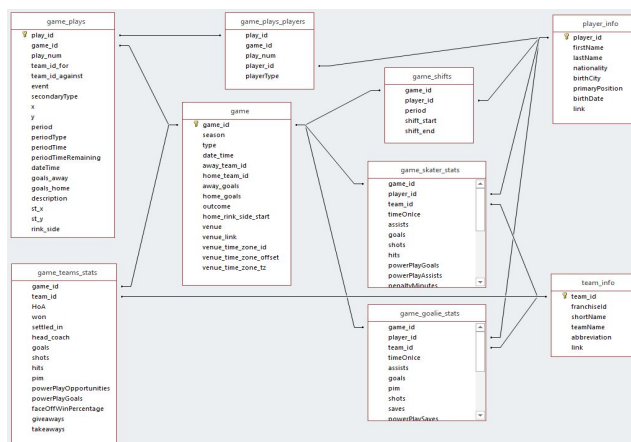 game_plays
play_id
game_id
play_num
team_id_for
team_id_against
event
secondaryType
x
y
period
periodType
periodTime
periodTimeRemaining
dateTime
goals_away
goals_home
description
st_x
st_y
rink_side
game_plays_players
play_id
game_id
play_num
player_id
playerType
player_info
player_id
firstName
lastName
nationality
birthCity
primaryPosition
birthDate
link
game_shifts
game_id
player_id
period
shift_start
shift_end
game
game_id
season
type
date_time
away_team_id
home_team_id
away_goals
home_goals
outcome
home_rink_side_start
venue
venue_link
venue_time_zone_id
venue_time_zone_offset
venue_time_zone_tz
game_skater_stats
game_id
player_id
team_id
timeOnIce
assists
goals
shots
hits
powerPlayGoals
powerPlayAssists
penaltyMinutes
game_teams_stats
game_id
team_id
HoA
won
settled_in
head_coach
goals
shots
hits
pim
powerPlayOpportunities
powerPlayGoals
faceOffWinPercentage
giveaways
takeaways
team_info
team_id
franchiseId
shortName
teamName
abbreviation
link
game_goalie_stats
game_id
player_id
team_id
timeOnIce
assists
goals
pim
shots
saves
powerPlaySaves